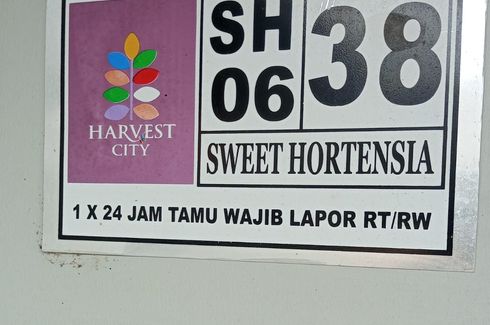 SH
06
38
HARVEST
CITY
SWEET HORTENSIA
1 X 24 JAM TAMU WAJIB LAPOR RT/RW